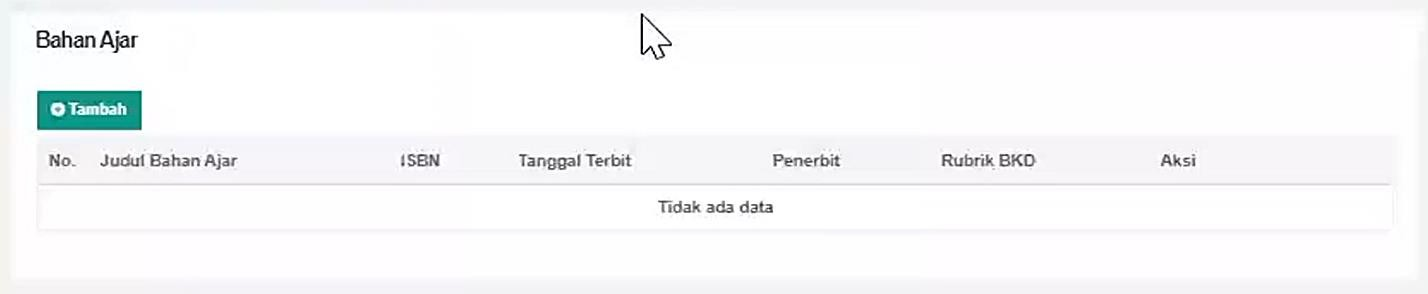 Bahan Ajar
Tambah
No. Judul Bahan Ajar ISBN Tanggal Terbit Penerbit Rubrik BKD Aksi
Tidak ada data